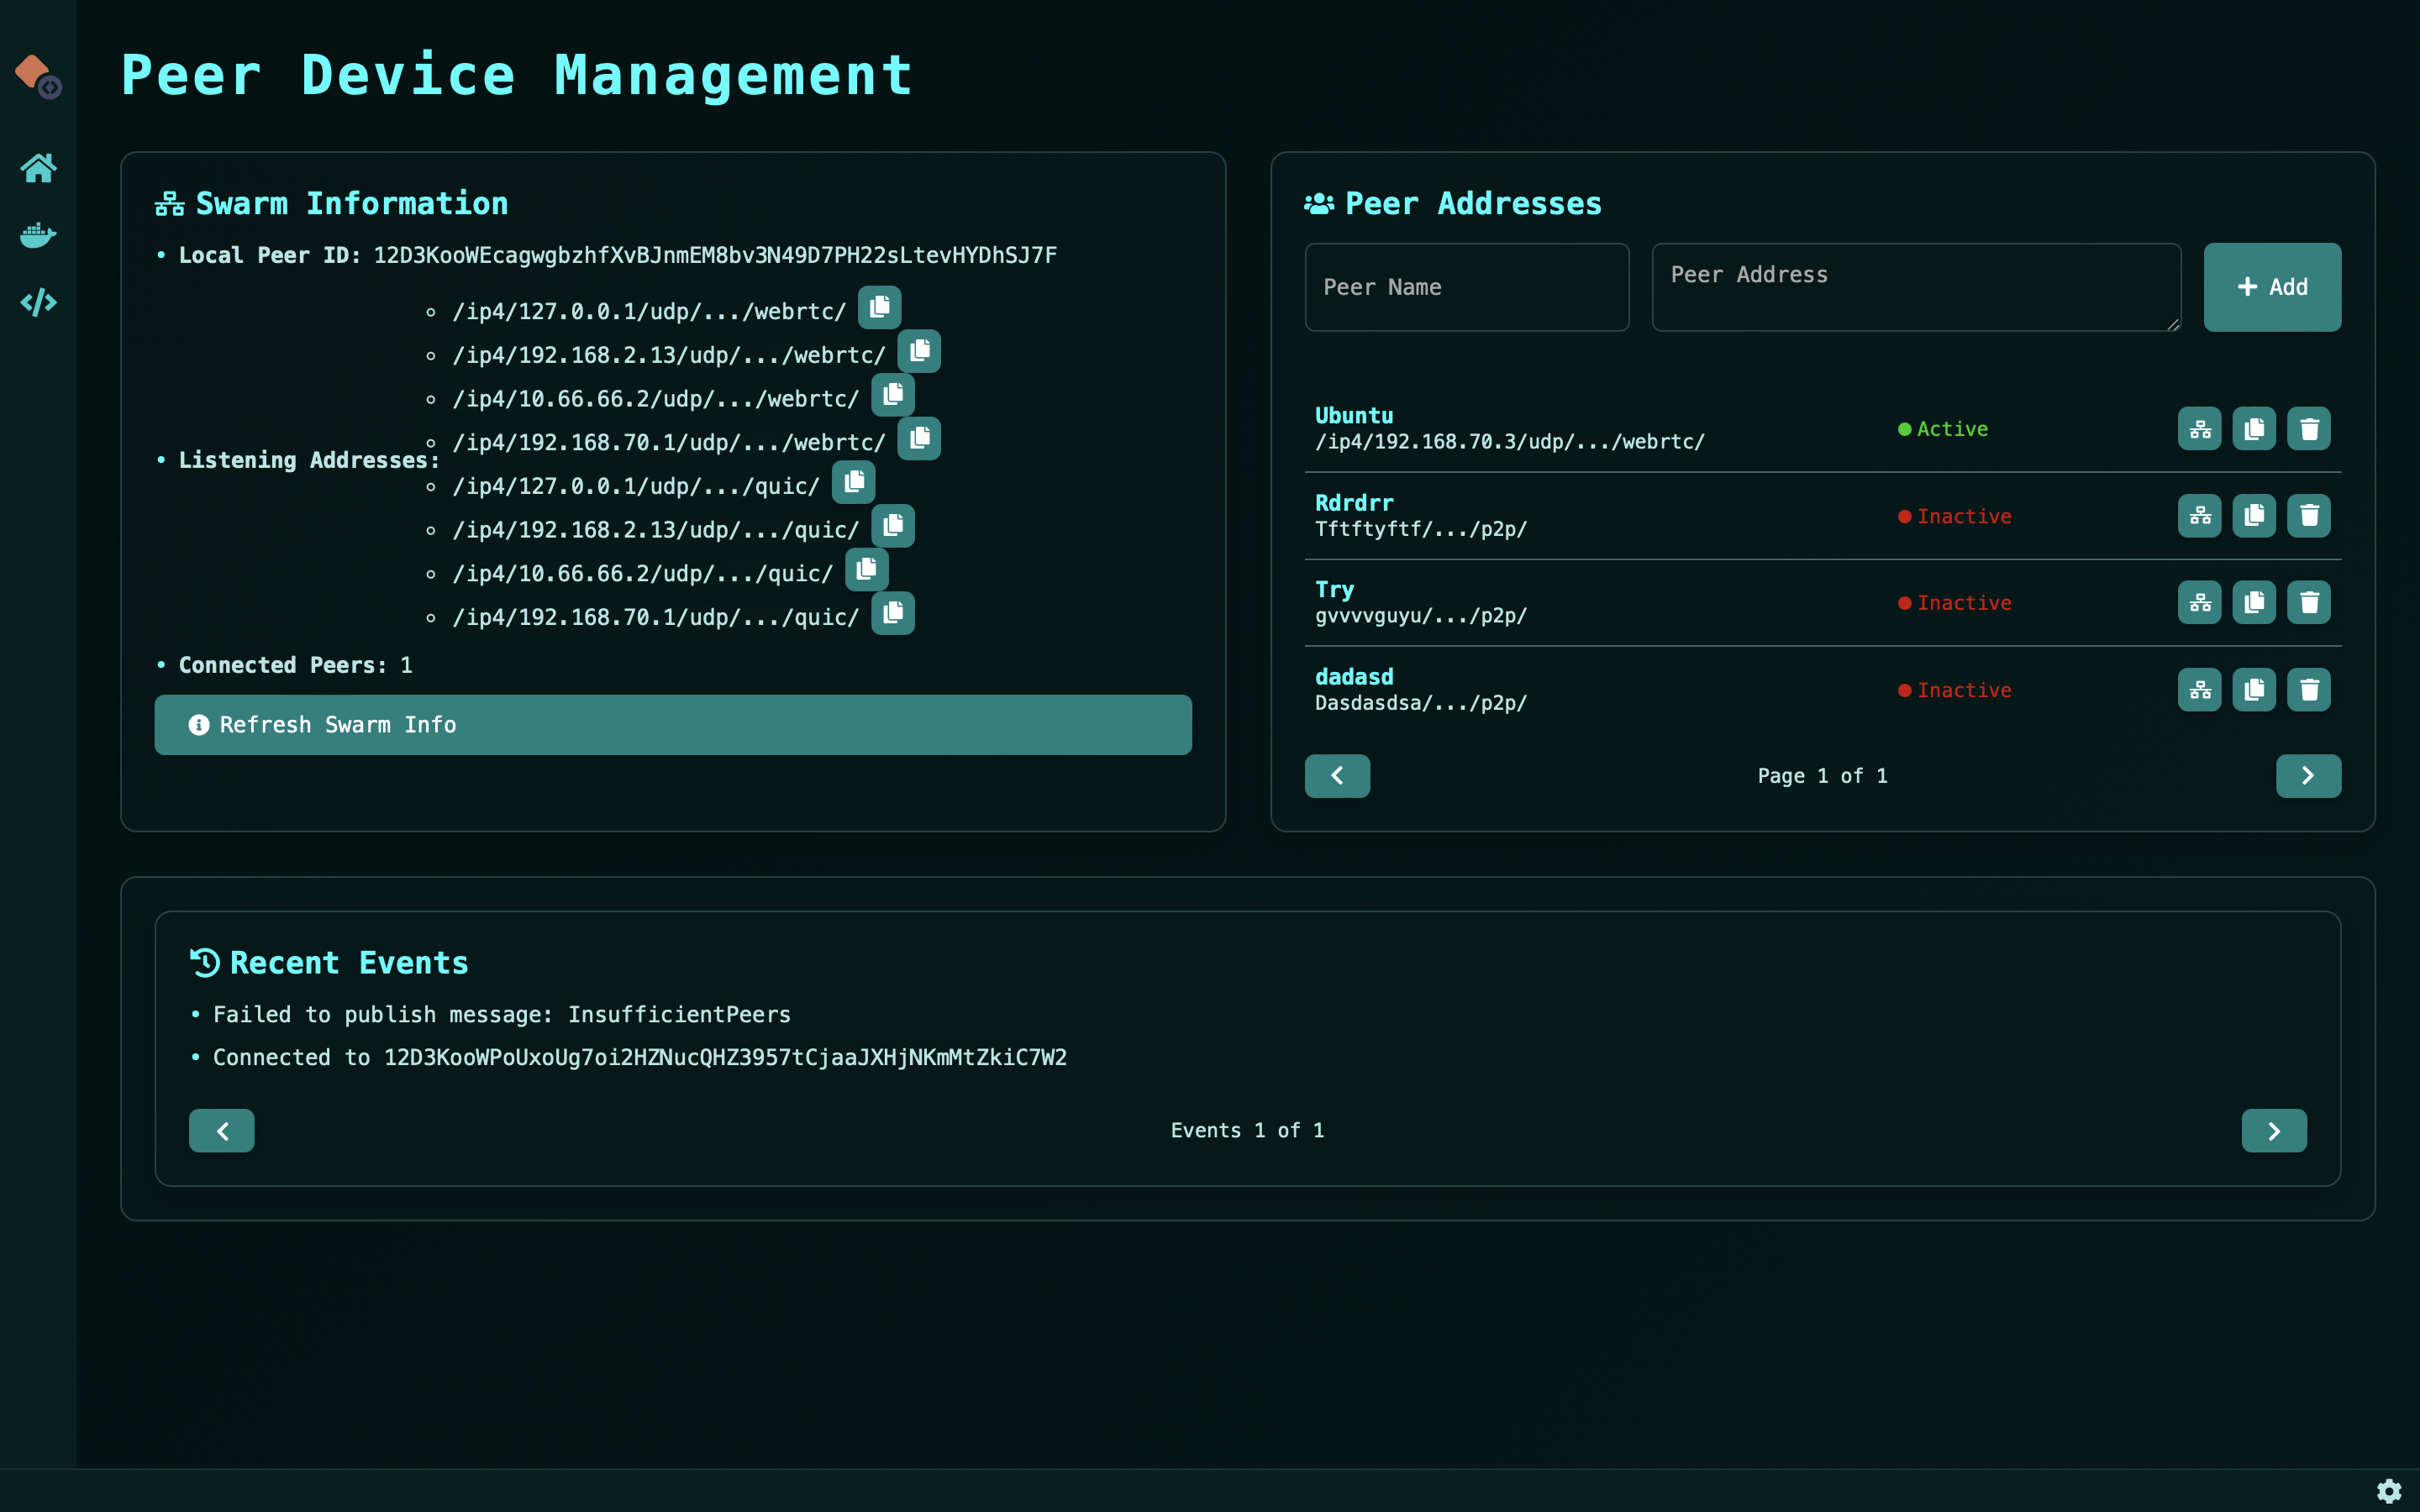 Peer Device Management
Swarm Information
• Local Peer ID: 12D3KooWEcagwgbzhfXvBJnmEM8bv3N49D7PH22sLtevHYDhSJ7F
• Listening Addresses:
◦ /ip4/127.0.0.1/udp/.../webrtc/
◦ /ip4/192.168.2.13/udp/.../webrtc/
◦ /ip4/10.66.66.2/udp/.../webrtc/
◦ /ip4/192.168.70.1/udp/.../webrtc/
◦ /ip4/127.0.0.1/udp/.../quic/
◦ /ip4/192.168.2.13/udp/.../quic/
◦ /ip4/10.66.66.2/udp/.../quic/
◦ /ip4/192.168.70.1/udp/.../quic/
• Connected Peers: 1
Refresh Swarm Info
Peer Addresses
Peer Name
Peer Address
+ Add
Ubuntu
/ip4/192.168.70.3/udp/.../webrtc/
Active
Rdrdrr
Tftftyftf/.../p2p/
Inactive
Try
gvvvvguyu/.../p2p/
Inactive
dadasd
Dasdasdsa/.../p2p/
Inactive
Page 1 of 1
Recent Events
• Failed to publish message: InsufficientPeers
• Connected to 12D3KooWPoUxoUg7oi2HZNucQHZ3957tCjaaJXHjNKmMtZkiC7W2
Events 1 of 1